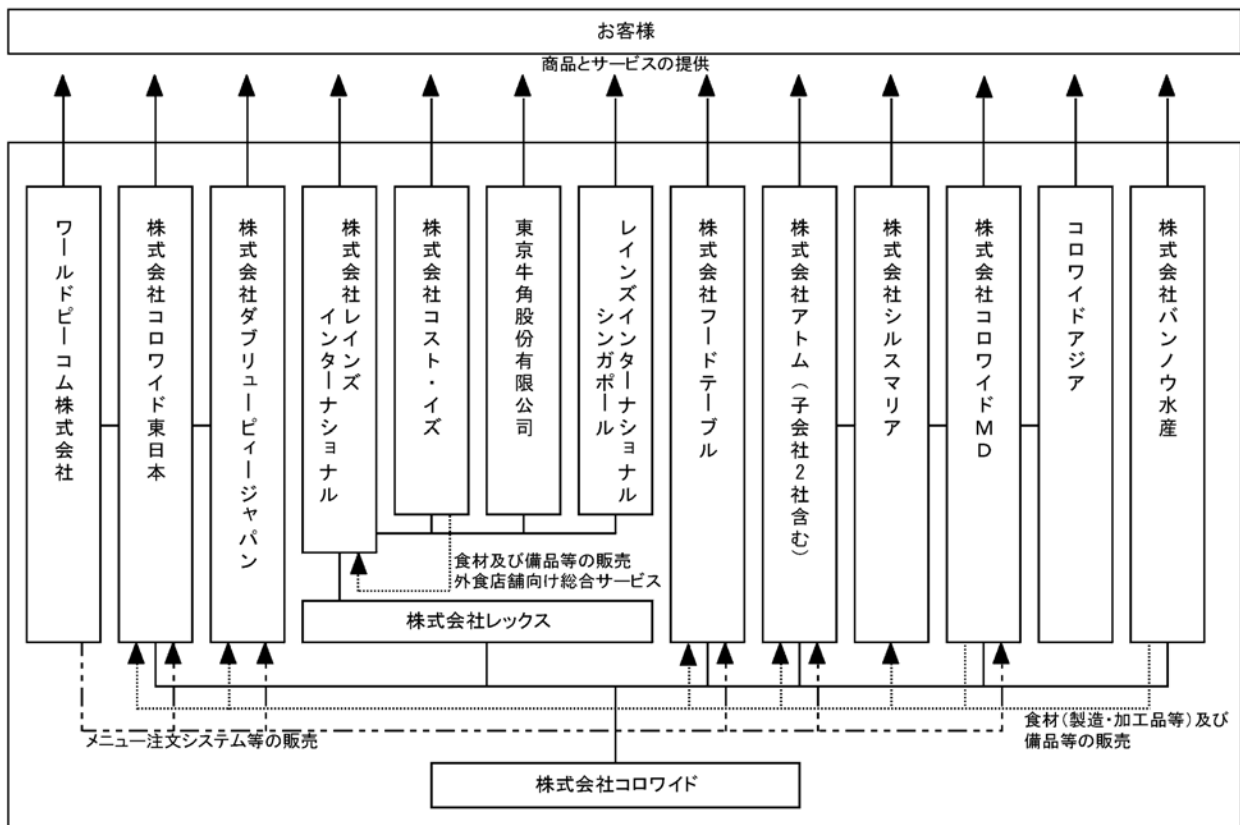 お客様
商品とサービスの提供
ワールドピーコム株式会社
株式会社コロワイド東日本
株式会社ダブリューピィージャパン
株式会社レインズ
インターナショナル
株式会社コスト・イズ
東京牛角股份有限公司
レインズインターナショナル
シンガポール
株式会社フードテーブル
株式会社アトム(子会社2社含む)
株式会社シルスマリア
株式会社コロワイドMD
コロワイドアジア
株式会社バンノウ水産
食材及び備品等の販売
外食店舗向け総合サービス
株式会社レックス
メニュー注文システム等の販売
食材(製造・加工品等)及び
備品等の販売
株式会社コロワイド